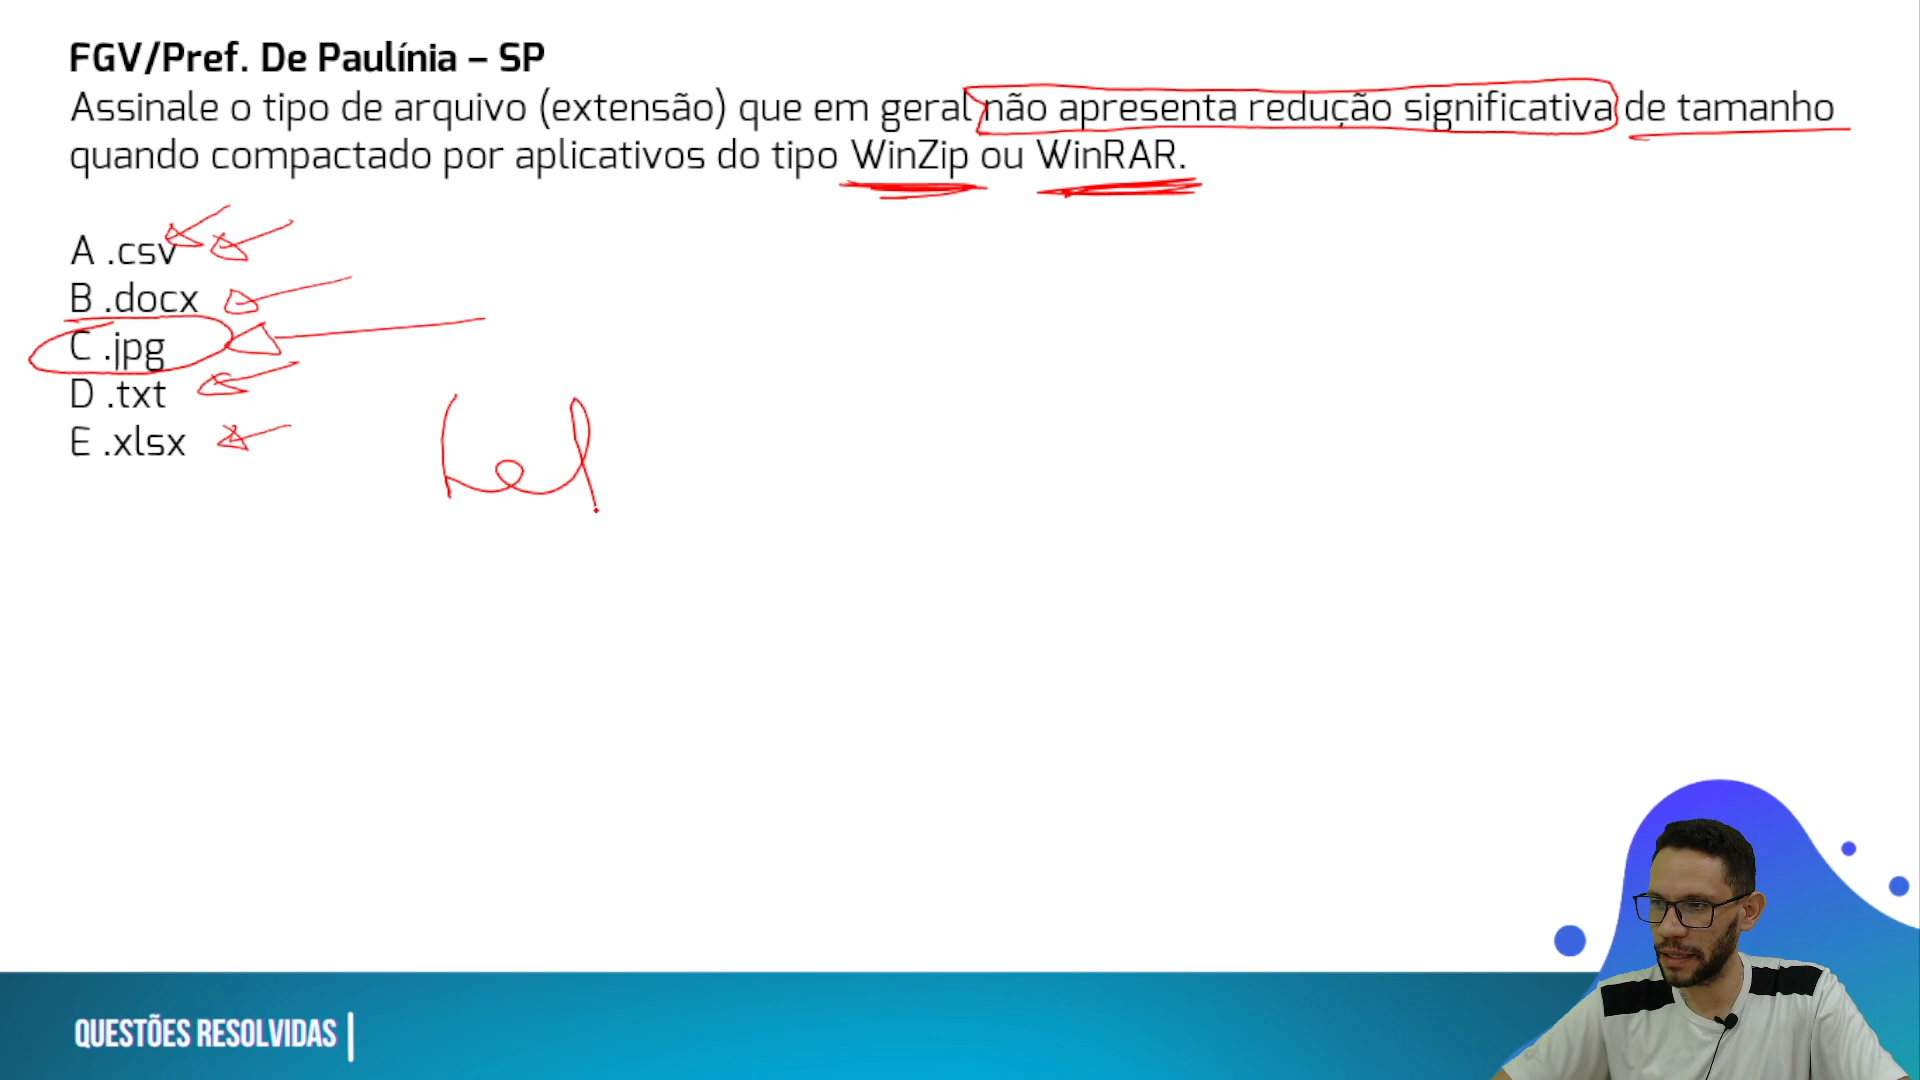 FGV/Pref. De Paulínia – SP
Assinale o tipo de arquivo (extensão) que em geral não apresenta redução significativa de tamanho
quando compactado por aplicativos do tipo WinZip ou WinRAR.
A .csv
B .docx
C .jpg
D .txt
E .xlsx
QUESTÕES RESOLVIDAS